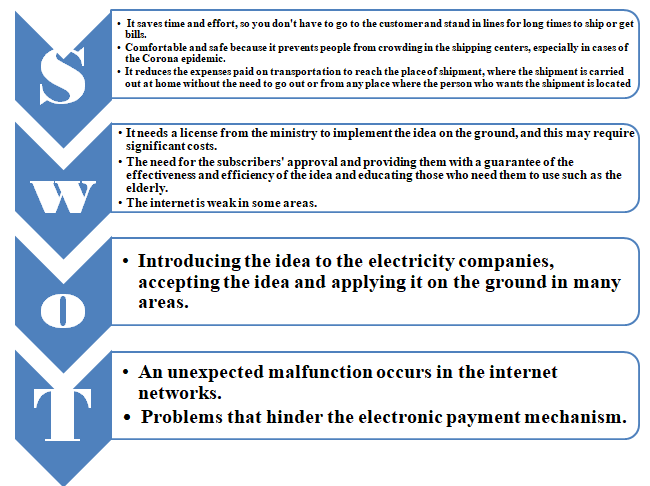 S
• It saves time and effort, so you don't have to go to the customer and stand in lines for long times to ship or get
bills.
• Comfortable and safe because it prevents people from crowding in the shipping centers, especially in cases of
the Corona epidemic.
• It reduces the expenses paid on transportation to reach the place of shipment, where the shipment is carried
out at home without the need to go out or from any place where the person who wants the shipment is located
W
• It needs a license from the ministry to implement the idea on the ground, and this may require
significant costs.
• The need for the subscribers' approval and providing them with a guarantee of the
effectiveness and efficiency of the idea and educating those who need them to use such as the
elderly.
• The internet is weak in some areas.
O
• Introducing the idea to the electricity companies,
accepting the idea and applying it on the ground in many
areas.
T
• An unexpected malfunction occurs in the internet
networks.
• Problems that hinder the electronic payment mechanism.